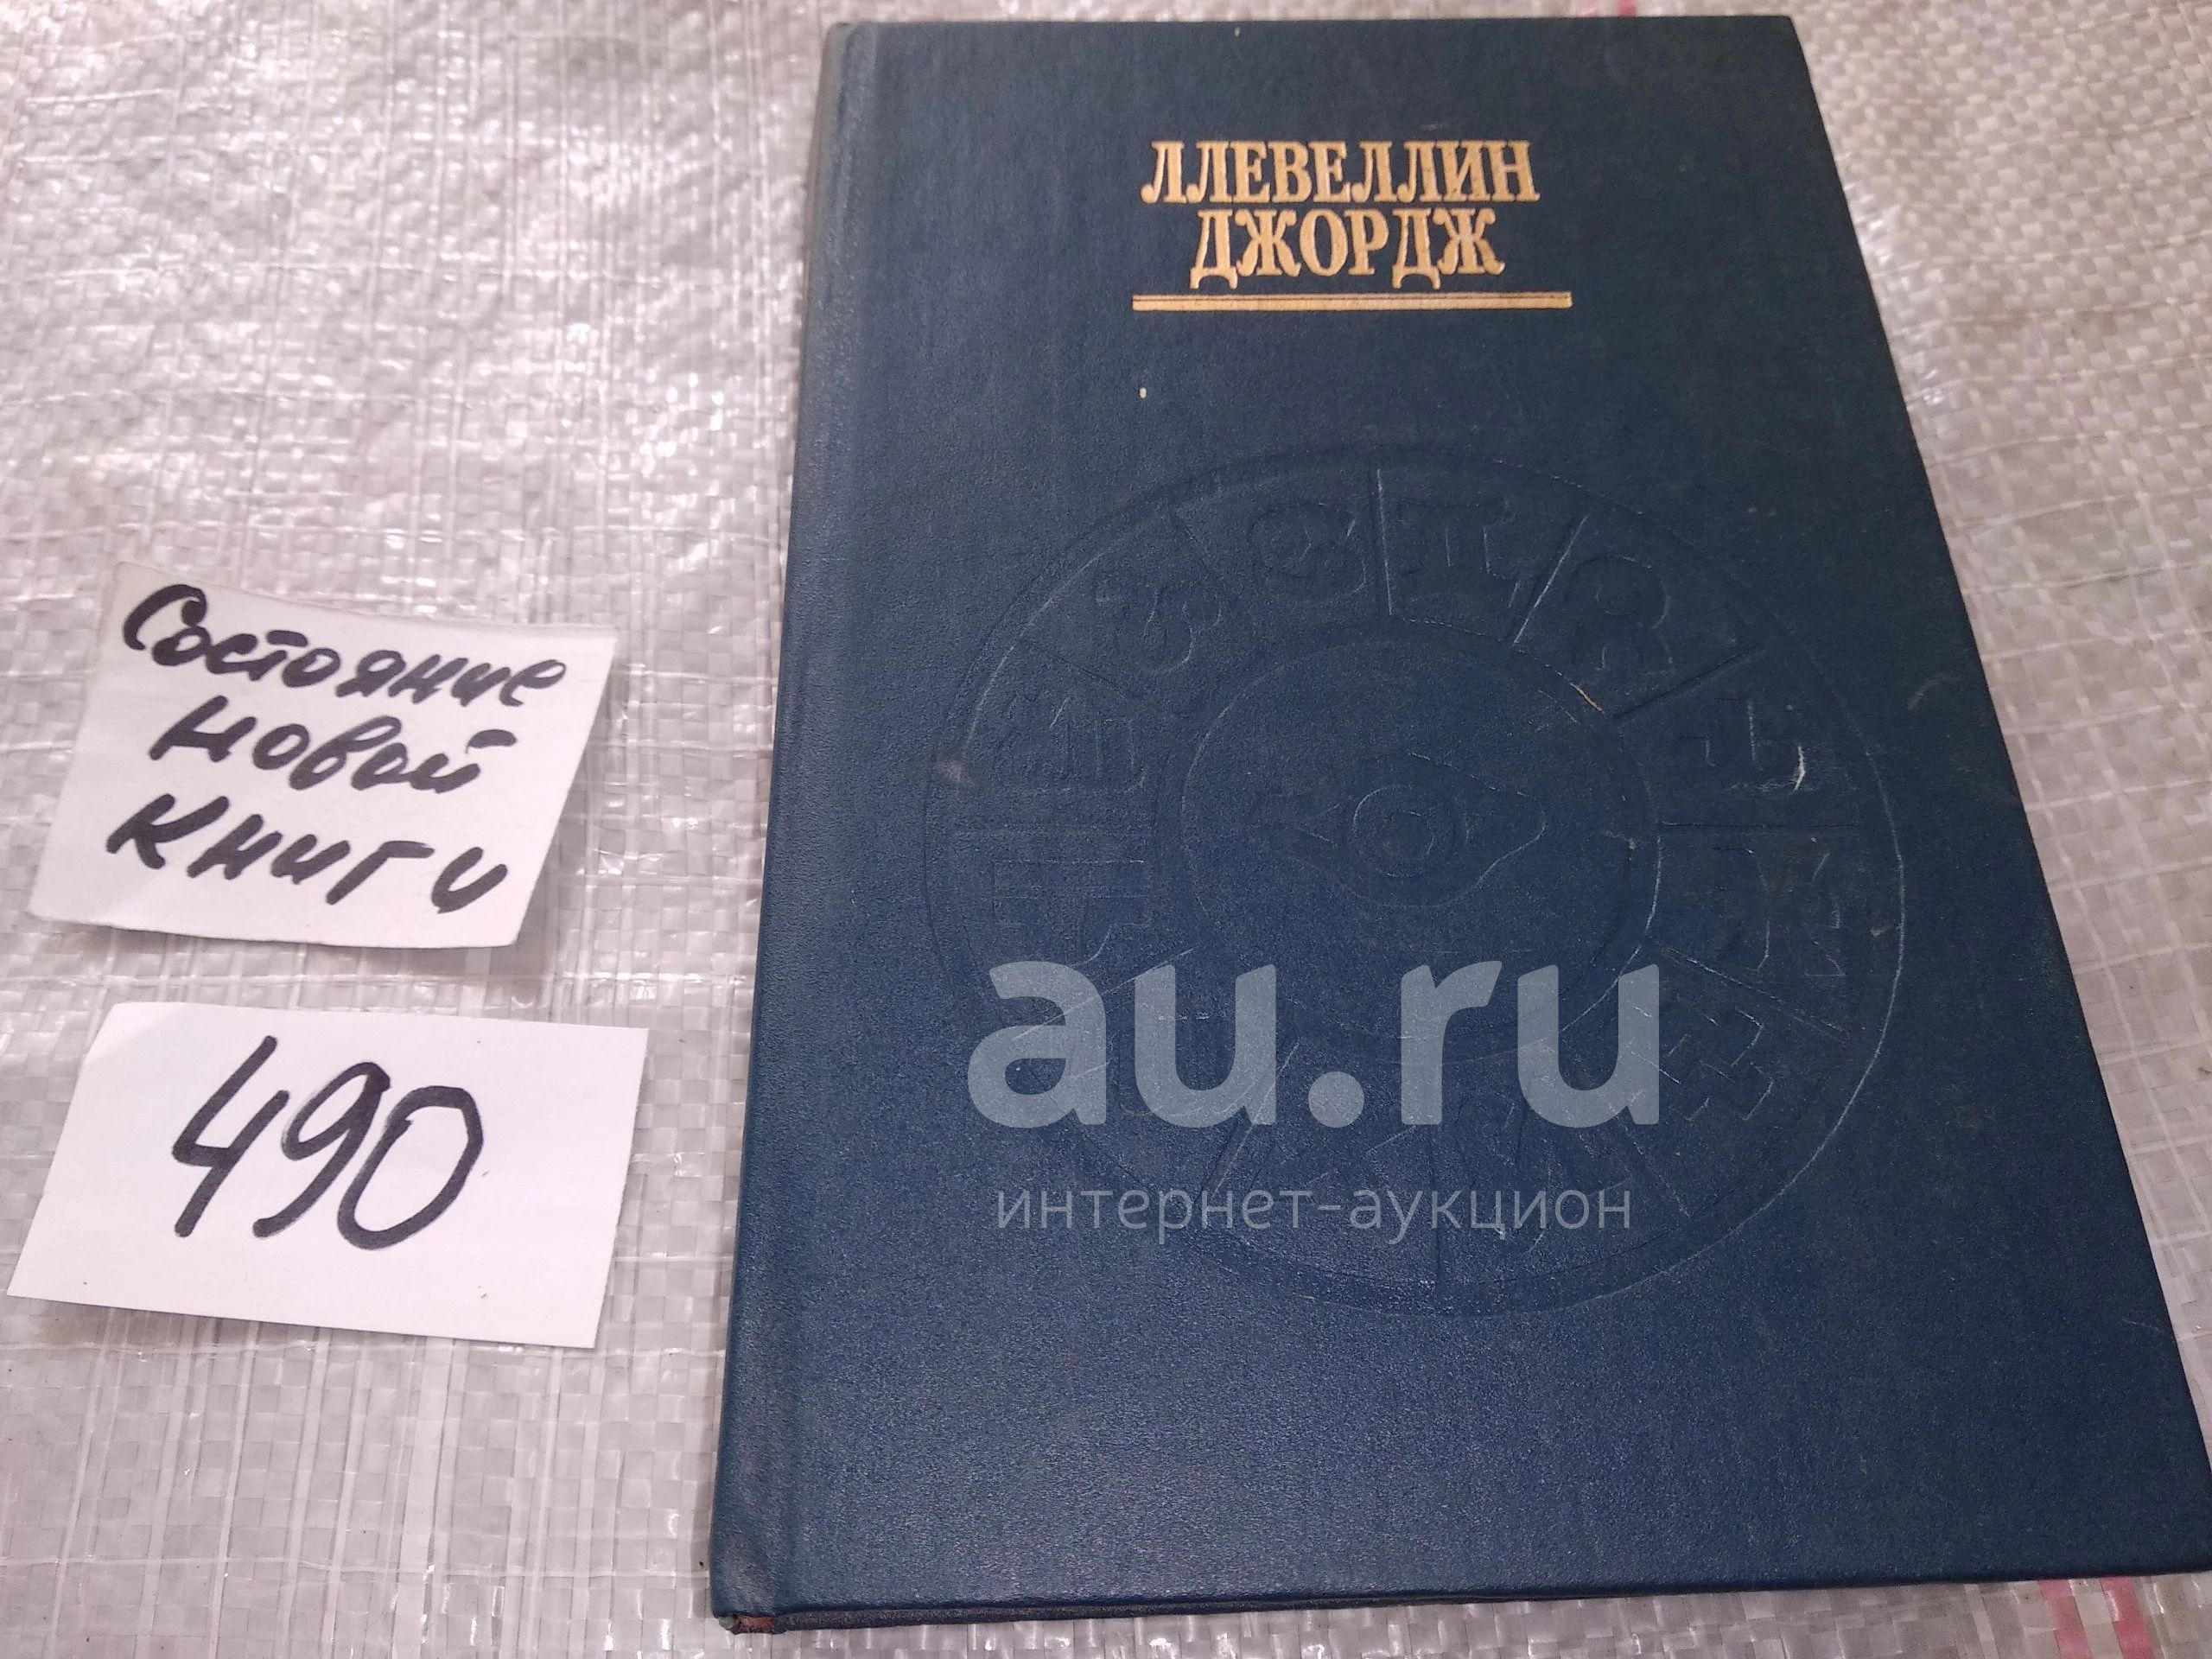 ЛЛЕВЕЛЛИН
ДЖОРДЖ
Состояние
новой
книги
490
au.ru
интернет-аукцион